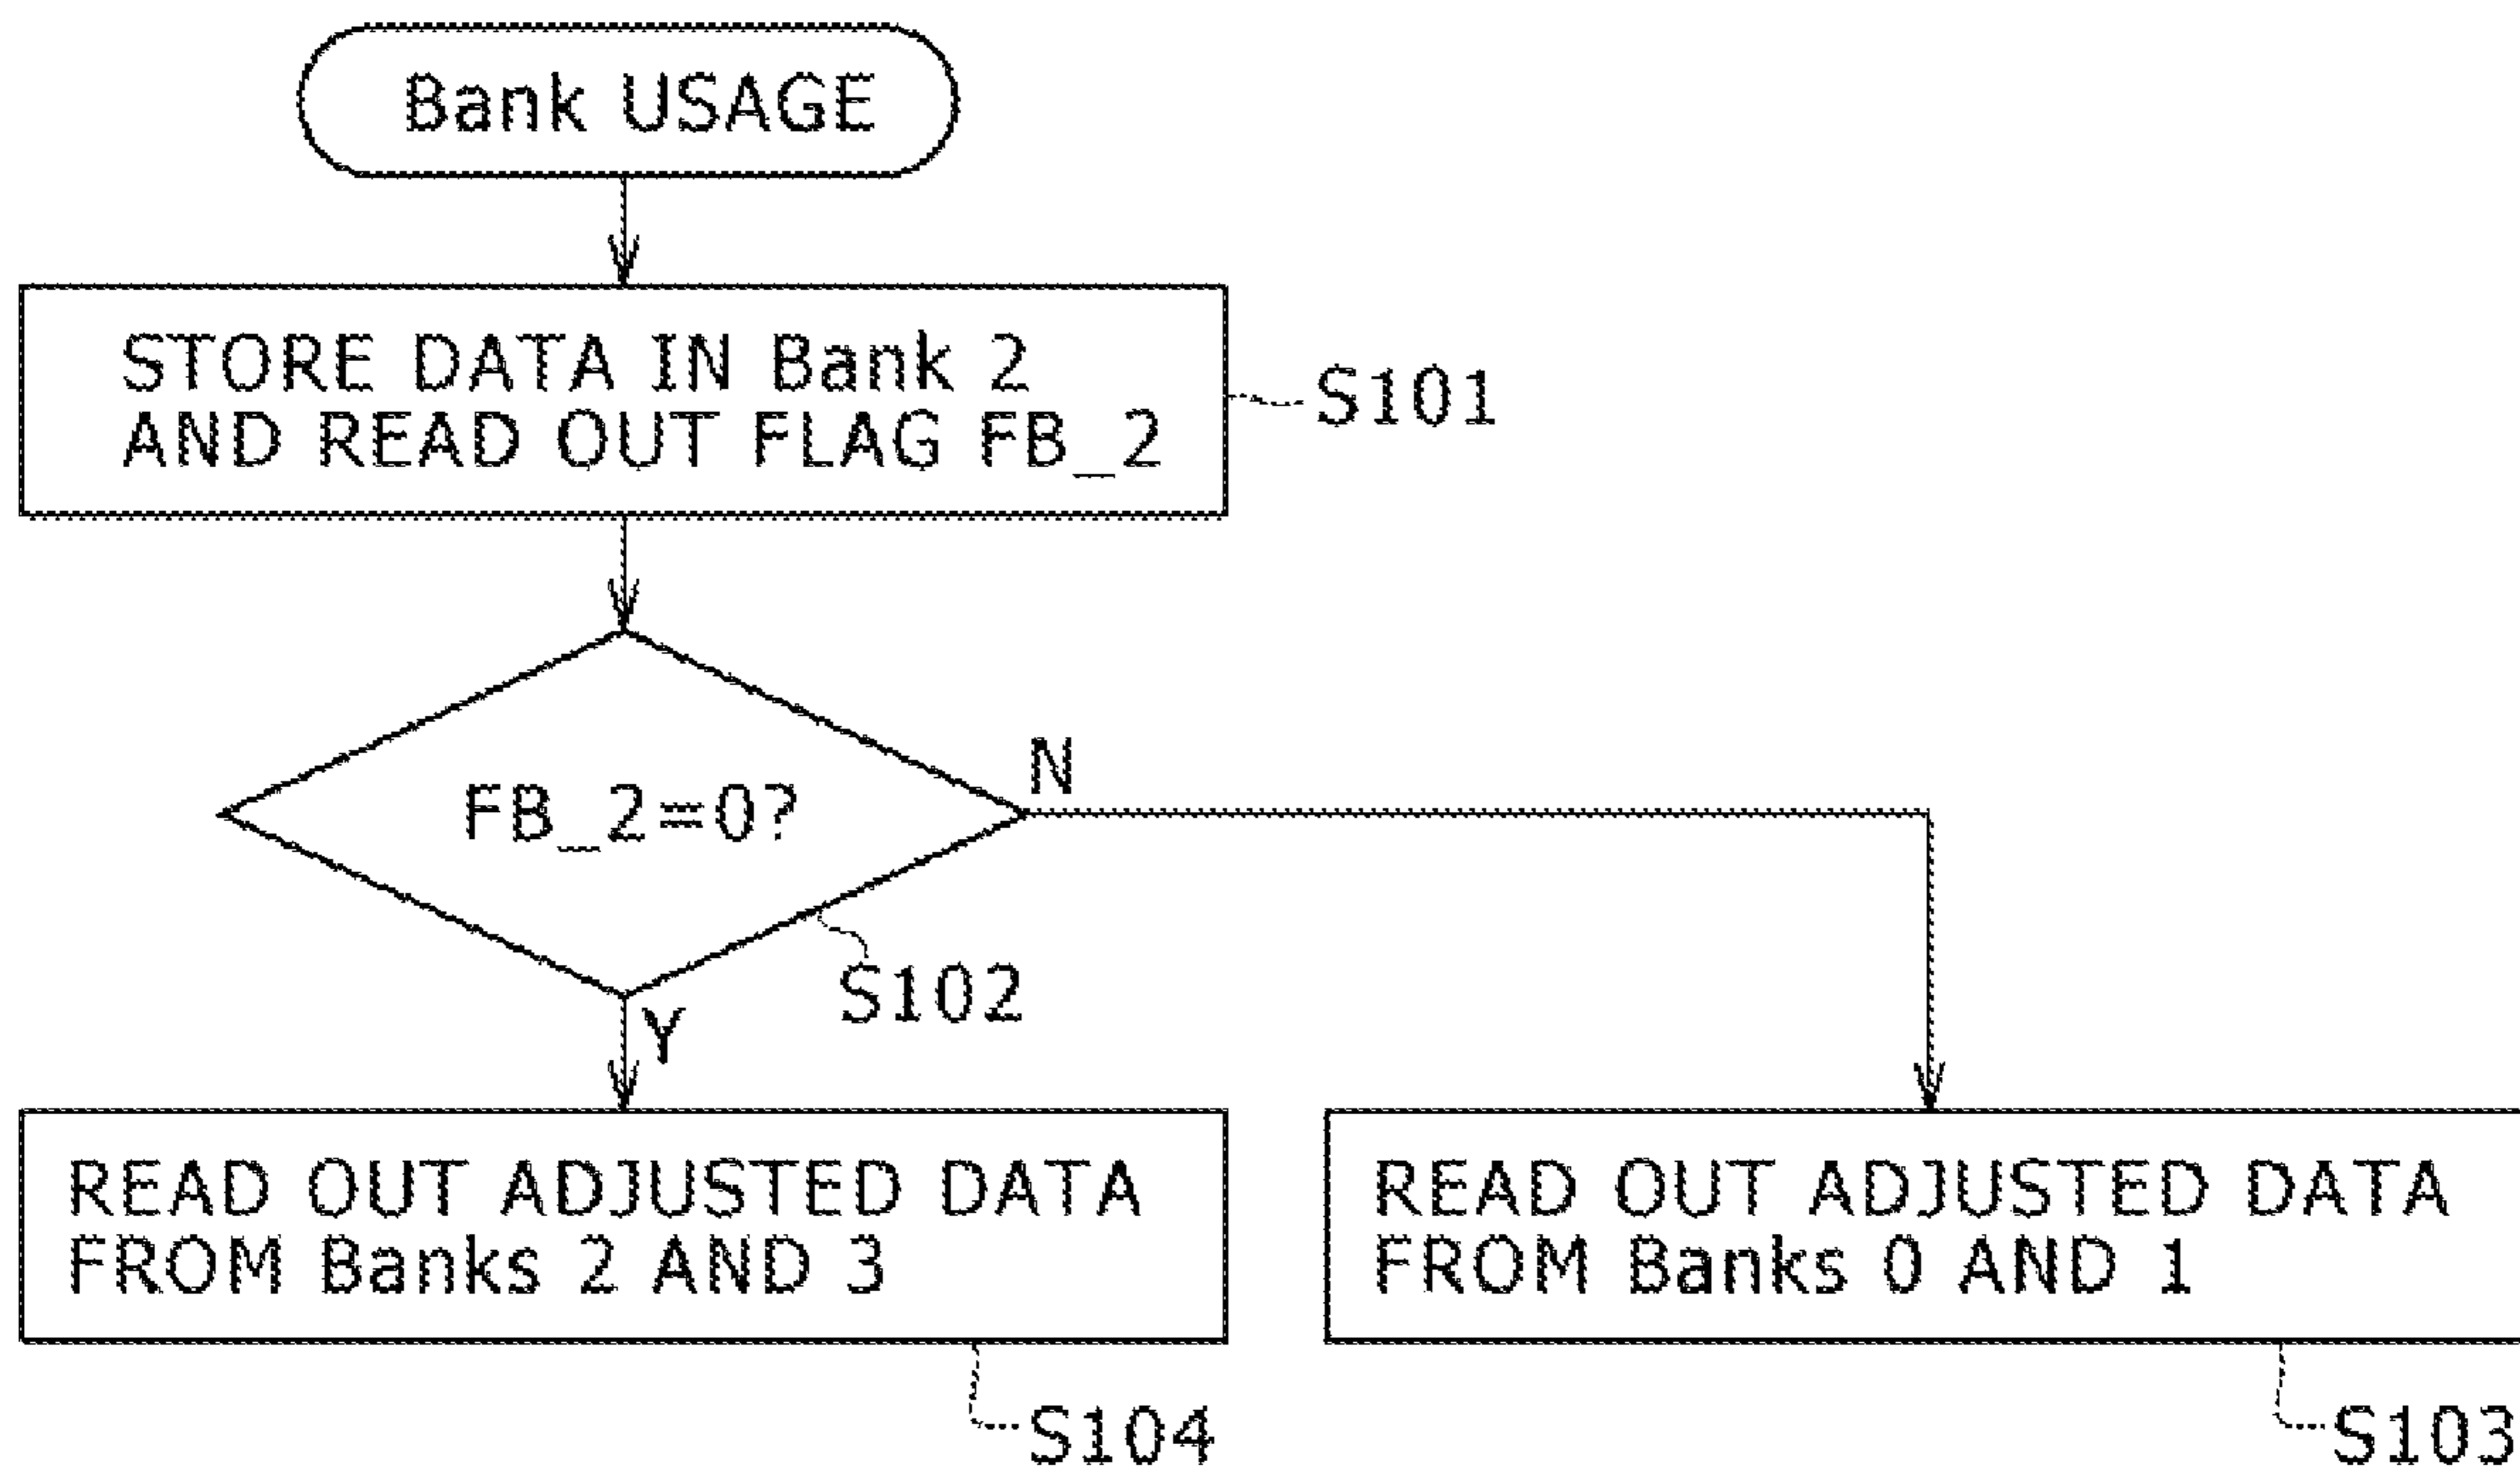 Bank USAGE
STORE DATA IN Bank 2
AND READ OUT FLAG FB_2
S101
FB_2=0?
N
S102
Y
READ OUT ADJUSTED DATA
FROM Banks 2 AND 3
S104
READ OUT ADJUSTED DATA
FROM Banks 0 AND 1
S103